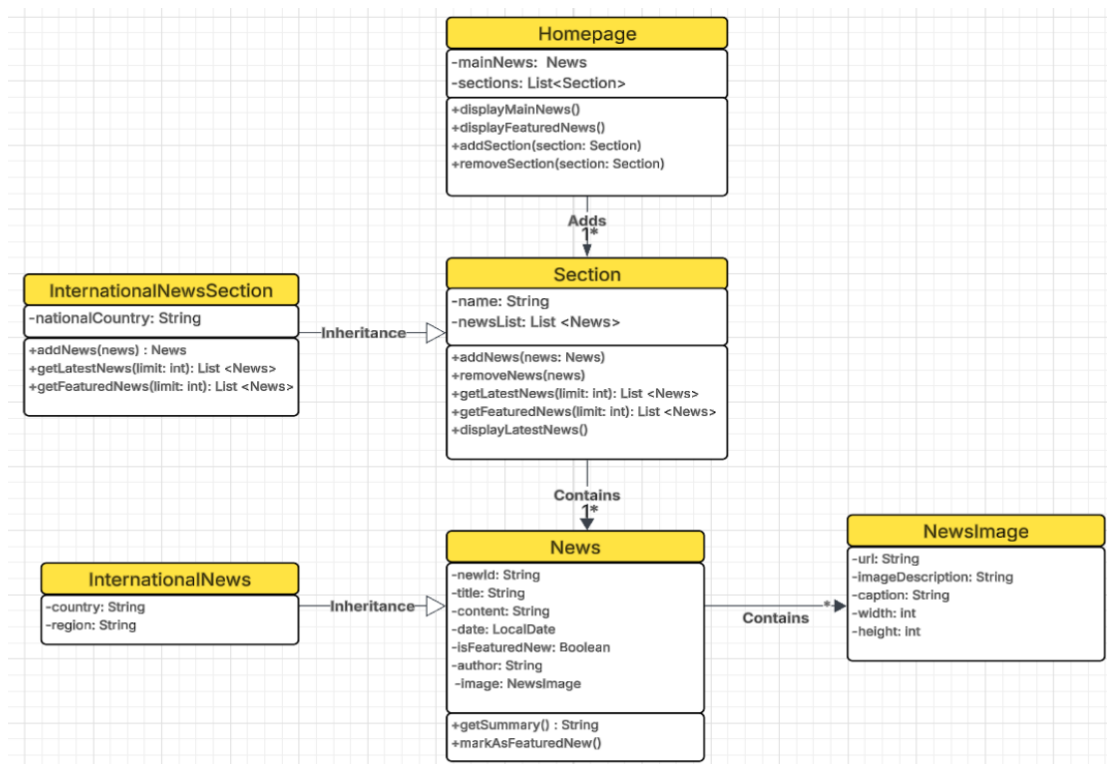 Homepage
-mainNews: News
-sections: List<Section>
+displayMainNews()
+displayFeaturedNews()
+addSection(section: Section)
+removeSection(section: Section)
Adds
1*
Section
-name: String
-newsList: List <News>
+addNews(news: News)
+removeNews(news)
+getLatestNews(limit: int): List <News>
+getFeaturedNews(limit: int): List <News>
+displayLatestNews()
InternationalNewsSection
-nationalCountry: String
+addNews(news) : News
+getLatestNews(limit: int): List <News>
+getFeaturedNews(limit: int): List <News>
Inheritance
Contains
1*
News
-newId: String
-title: String
-content: String
-date: LocalDate
-isFeaturedNew: Boolean
-author: String
-image: NewsImage
+getSummary() : String
+markAsFeaturedNew()
InternationalNews
-country: String
-region: String
Inheritance
Contains
*
NewsImage
-url: String
-imageDescription: String
-caption: String
-width: int
-height: int